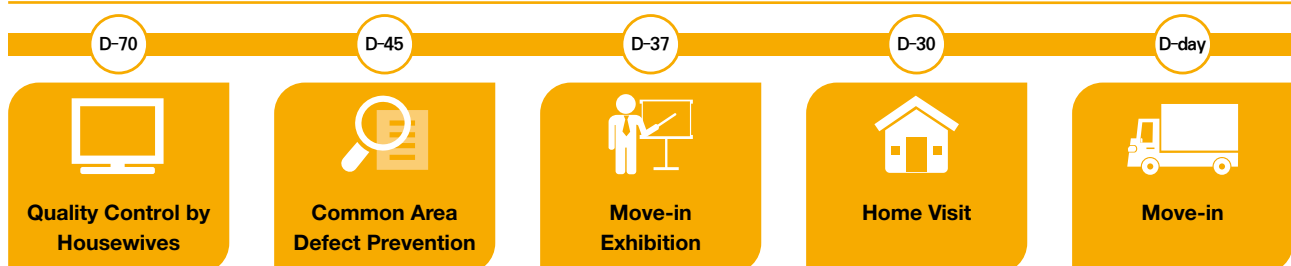 D-70
D-45
D-37
D-30
D-day
Quality Control by
Housewives
Common Area
Defect Prevention
Move-in
Exhibition
Home Visit
Move-in